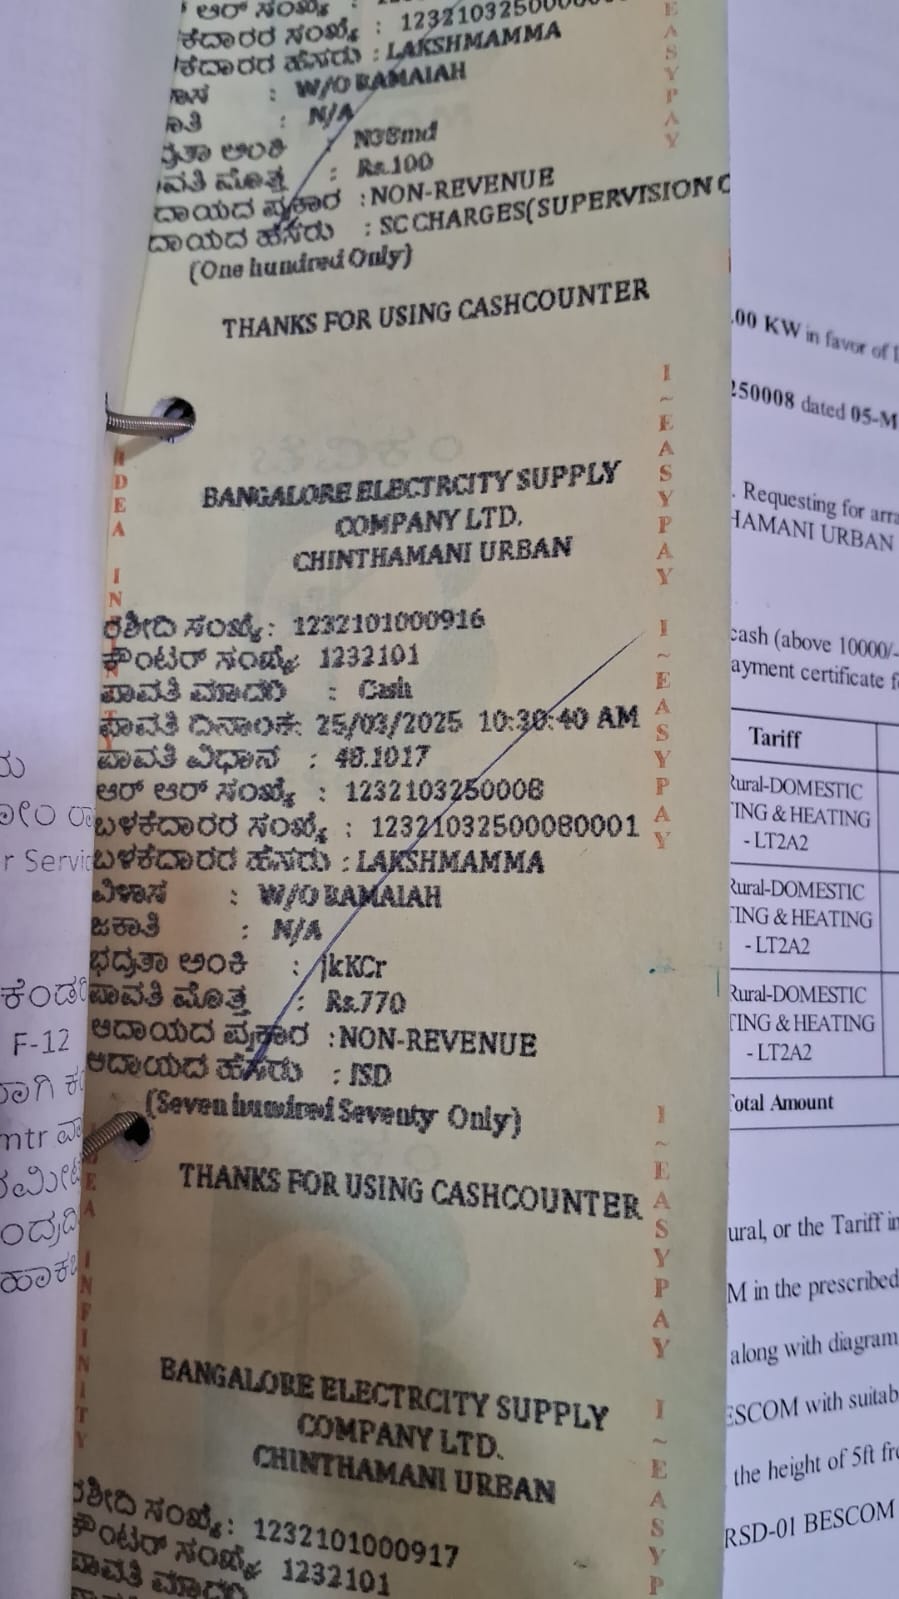 ಆರ್ ಸಂಖ್ಯೆ :
ಕೆದಾರರ ಸಂಖ್ಯೆ :
ಕೆದಾರರ ಹೆಸರು : LAKSHMAMMA
: W/O RAMAIAH
: N/A
ಅಂಕಿ : N38md
ಪಾವತಿ ಮೊತ್ತ : Rs.100
ದಾಯದ ಪ್ರಕಾರ : NON-REVENUE
ದಾಯದ ಹೆಸರು : SC CHARGES(SUPERVISION C
(One hundred Only)
THANKS FOR USING CASHCOUNTER
BANGALORE ELECTRCITY SUPPLY
COMPANY LTD.
CHINTHAMANI URBAN
ರಶೀದಿ ಸಂಖ್ಯೆ: 1232101000916
ಕೌಂಟರ್ ಸಂಖ್ಯೆ 1232101
ಪಾವತಿ ಮಾದರಿ : Cash
ಪಾವತಿ ದಿನಾಂಕ: 25/03/2025 10:30:40 AM
ಪಾವತಿ ವಿಧಾನ : 48.1017
ಆರ್ ಆರ್ ಸಂಖ್ಯೆ : 1232103250008
ಬಳಕೆದಾರರ ಸಂಖ್ಯೆ : 12321032500080001
ಬಳಕೆದಾರರ ಹೆಸರು : LAKSHMAMMA
ವಿಳಾಸ : W/O RAMAIAH
ಜಕಾತಿ : N/A
ಭದ್ರತಾ ಅಂಕಿ : jkKCr
ಪಾವತಿ ಮೊತ್ತ : Rs.770
ಆದಾಯದ ಪ್ರಕಾರ : NON-REVENUE
ಆದಾಯದ ಹೆಸರು : ISD
(Seven hundred Seventy Only)
THANKS FOR USING CASHCOUNTER
BANGALORE ELECTRCITY SUPPLY
COMPANY LTD.
CHINTHAMANI URBAN
ರಶೀದಿ ಸಂಖ್ಯೆ: 1232101000917
ಕೌಂಟರ್ ಸಂಖ್ಯೆ 1232101
ಪಾವತಿ ಮಾದರಿ
I~EASYPAY I~EASYPAY
I~EASYPAY
INFINITY
.00 KW in favor of
250008 dated 05-M
. Requesting for
HAMANI URBAN
cash (above 10000/-
ayment certificate
Tariff
Rural-DOMESTIC
TING & HEATING
- LT2A2
Rural-DOMESTIC
TING & HEATING
- LT2A2
Rural-DOMESTIC
TING & HEATING
- LT2A2
Total Amount
ural, or the Tariff in
M in the prescribed
along with diagram
ESCOM with suitab
the height of 5ft
RSD-01 BESCOM
r Servic
F-12
mtr